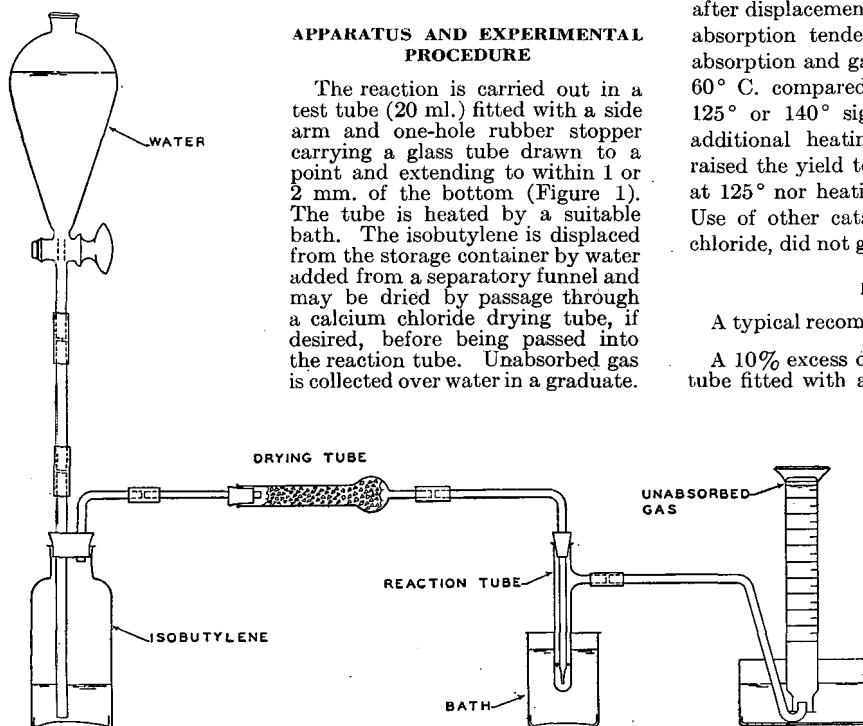 APPARATUS AND EXPERIMENTAL
PROCEDURE
The reaction is carried out in a
test tube (20 ml.) fitted with a side
arm and one-hole rubber stopper
carrying a glass tube drawn to a
point and extending to within 1 or
2 mm. of the bottom (Figure 1).
The tube is heated by a suitable
bath. The isobutylene is displaced
from the storage container by water
added from a separatory funnel and
may be dried by passage through
a calcium chloride drying tube, if
desired, before being passed into
the reaction tube. Unabsorbed gas
is collected over water in a graduate.
after displacemen
absorption tende
absorption and ga
60° C. compared
125° or 140° sig
additional heatin
raised the yield to
at 125° nor heati
Use of other cata
chloride, did not g
A typical recom
A 10% excess d
tube fitted with a
WATER
DRYING TUBE
UNABSORBED
GAS
REACTION TUBE
ISOBUTYLENE
BATH